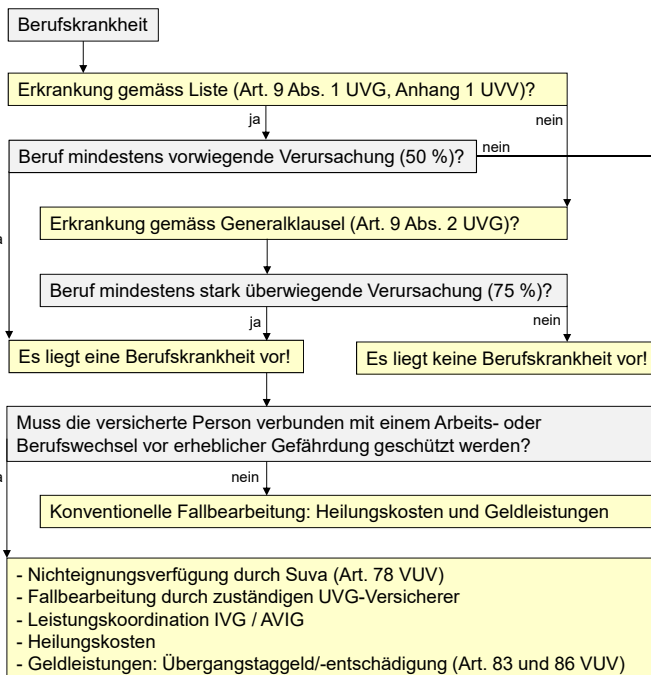 Berufskrankheit
Erkrankung gemäss Liste (Art. 9 Abs. 1 UVG, Anhang 1 UVV)?
ja
nein
Beruf mindestens vorwiegende Verursachung (50 %)?
nein
Erkrankung gemäss Generalklausel (Art. 9 Abs. 2 UVG)?
a
Beruf mindestens stark überwiegende Verursachung (75 %)?
ja
nein
Es liegt eine Berufskrankheit vor!
Es liegt keine Berufskrankheit vor!
Muss die versicherte Person verbunden mit einem Arbeits- oder
Berufswechsel vor erheblicher Gefährdung geschützt werden?
a
nein
Konventionelle Fallbearbeitung: Heilungskosten und Geldleistungen
- Nichteignungsverfügung durch Suva (Art. 78 VUV)
- Fallbearbeitung durch zuständigen UVG-Versicherer
- Leistungskoordination IVG / AVIG
- Heilungskosten
- Geldleistungen: Übergangstaggeld/-entschädigung (Art. 83 und 86 VUV)